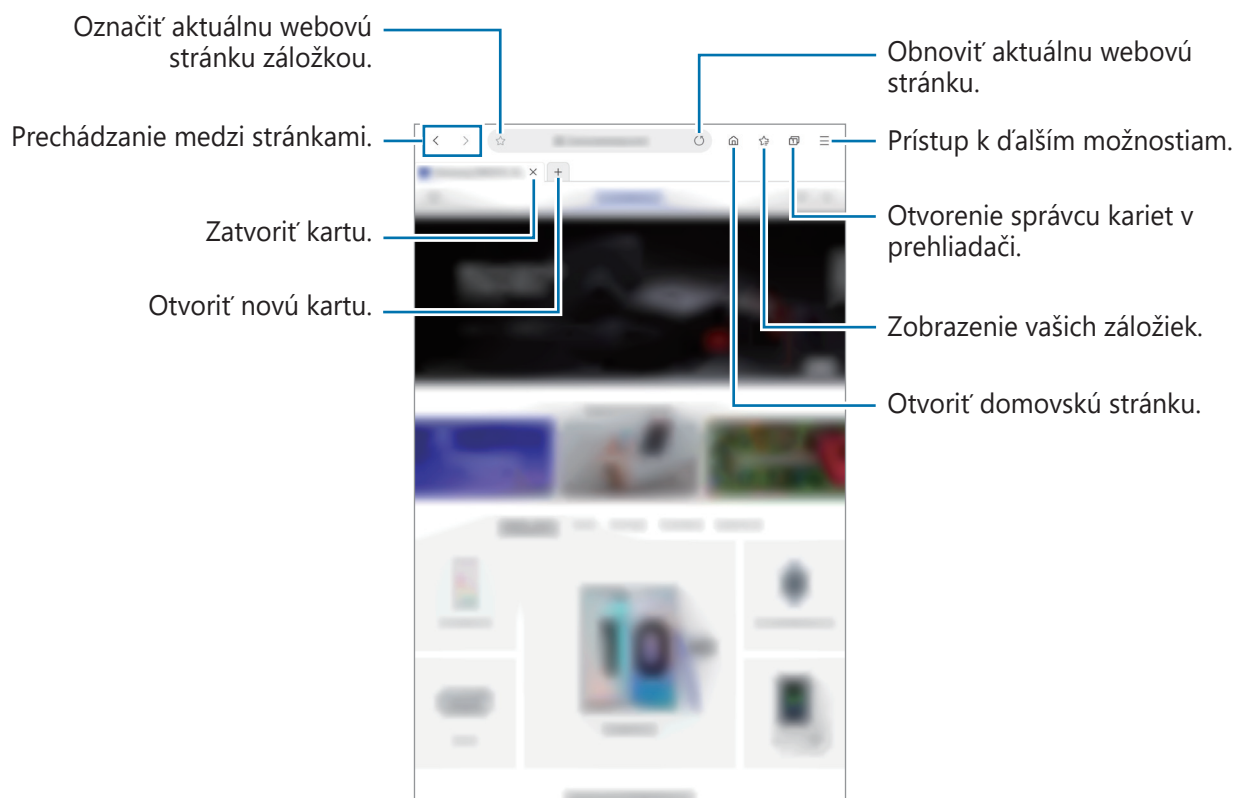 Označiť aktuálnu webovú
stránku záložkou.
Prechádzanie medzi stránkami.
Zatvoriť kartu.
Otvoriť novú kartu.
Obnoviť aktuálnu webovú
stránku.
Prístup k ďalším možnostiam.
Otvorenie správcu kariet v
prehliadači.
Zobrazenie vašich záložiek.
Otvoriť domovskú stránku.